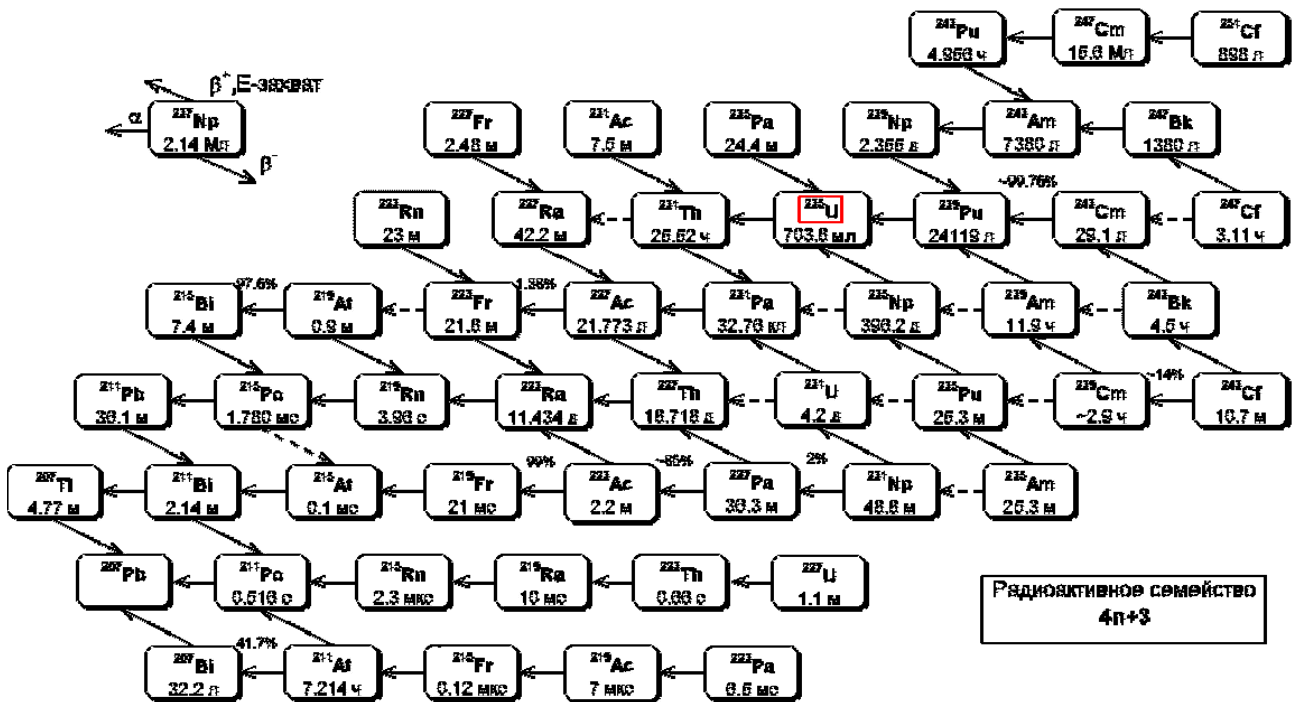 ²⁴³Pu
4.956 ч
²⁴⁷Cm
15.6 Мл
²⁵¹Cf
898 л
β⁺,Е-захват
α
²³⁷Np
2.14 Мл
β⁻
²²⁷Fr
2.48 м
²³¹Ac
7.5 м
²³⁵Pa
24.4 м
²³⁹Np
2.355 д
²⁴³Am
7380 л
²⁴⁷Bk
1380 л
~99.76%
²²³Rn
23 м
²²⁷Ra
42.2 м
²³¹Th
25.52 ч
²³⁵U
703.8 мл
²³⁹Pu
24119 л
²⁴³Cm
29.1 л
²⁴⁷Cf
3.11 ч
97.6%
1.38%
²¹⁵Bi
7.4 м
²¹⁹At
0.9 м
²²³Fr
21.8 м
²²⁷Ac
21.773 л
²³¹Pa
32.76 кл
²³⁵Np
396.2 д
²³⁹Am
11.9 ч
²⁴³Bk
4.5 ч
~14%
²¹¹Pb
36.1 м
²¹⁵Po
1.780 мс
²¹⁹Rn
3.96 с
²²³Ra
11.434 д
²²⁷Th
18.718 д
²³¹U
4.2 д
²³⁵Pu
25.3 м
²³⁹Cm
~2.9 ч
²⁴³Cf
10.7 м
99%
~85%
2%
²⁰⁷Tl
4.77 м
²¹¹Bi
2.14 м
²¹⁵At
0.1 мс
²¹⁹Fr
21 мс
²²³Ac
2.2 м
²²⁷Pa
38.3 м
²³¹Np
48.8 м
²³⁵Am
25.3 м
²⁰⁷Pb
²¹¹Po
0.516 с
²¹⁵Rn
2.3 мкс
²¹⁹Ra
10 мс
²²³Th
0.66 с
²²⁷U
1.1 м
Радиоактивное семейство
4n+3
41.7%
²⁰⁷Bi
32.2 л
²¹¹At
7.214 ч
²¹⁵Fr
0.12 мкс
²¹⁹Ac
7 мкс
²²³Pa
6.5 мс